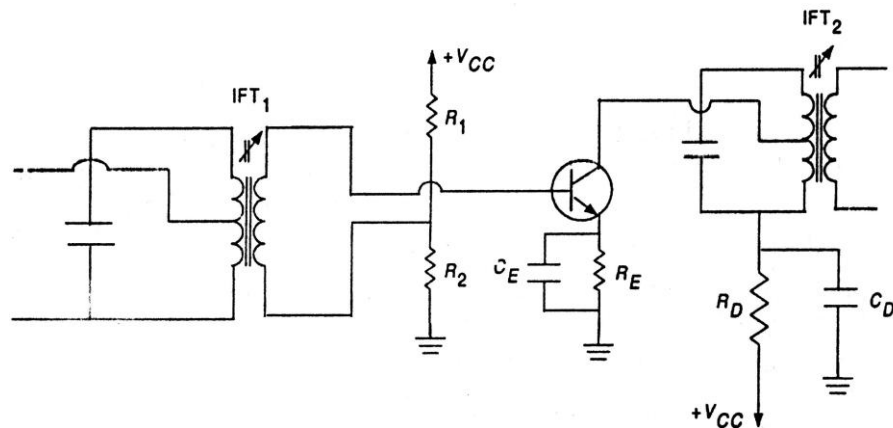 IFT2
+VCC
IFT1
R1
R2
CE
RE
RD
CD
+VCC